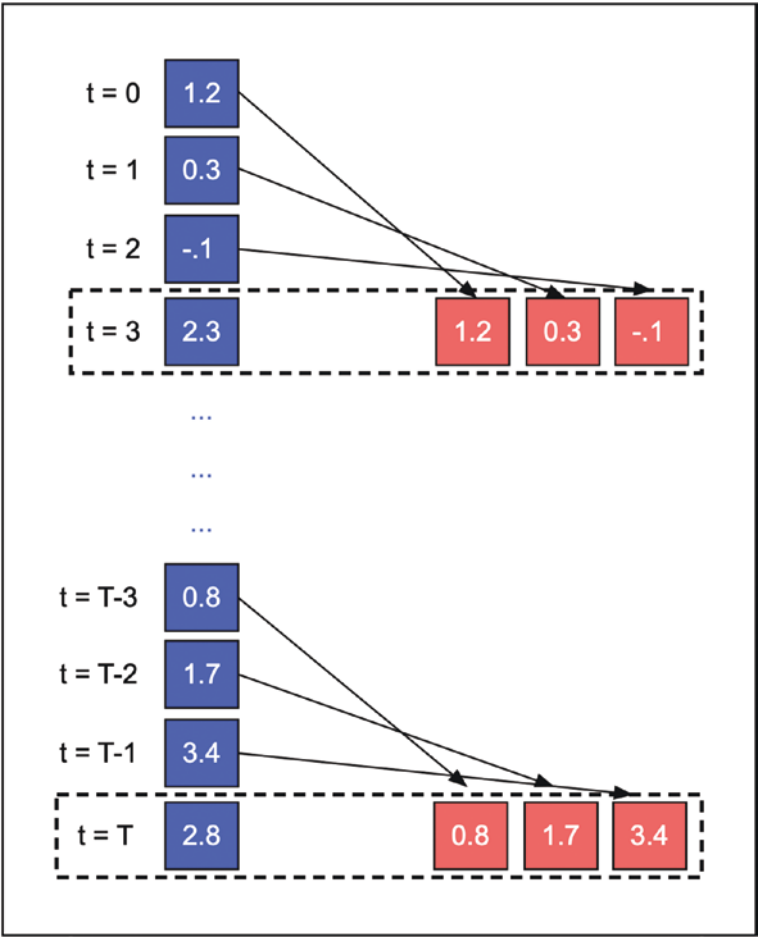 t = 0 1.2
t = 1 0.3
t = 2 -.1
t = 3 2.3 1.2 0.3 -.1
...
...
...
t = T-3 0.8
t = T-2 1.7
t = T-1 3.4
t = T 2.8 0.8 1.7 3.4